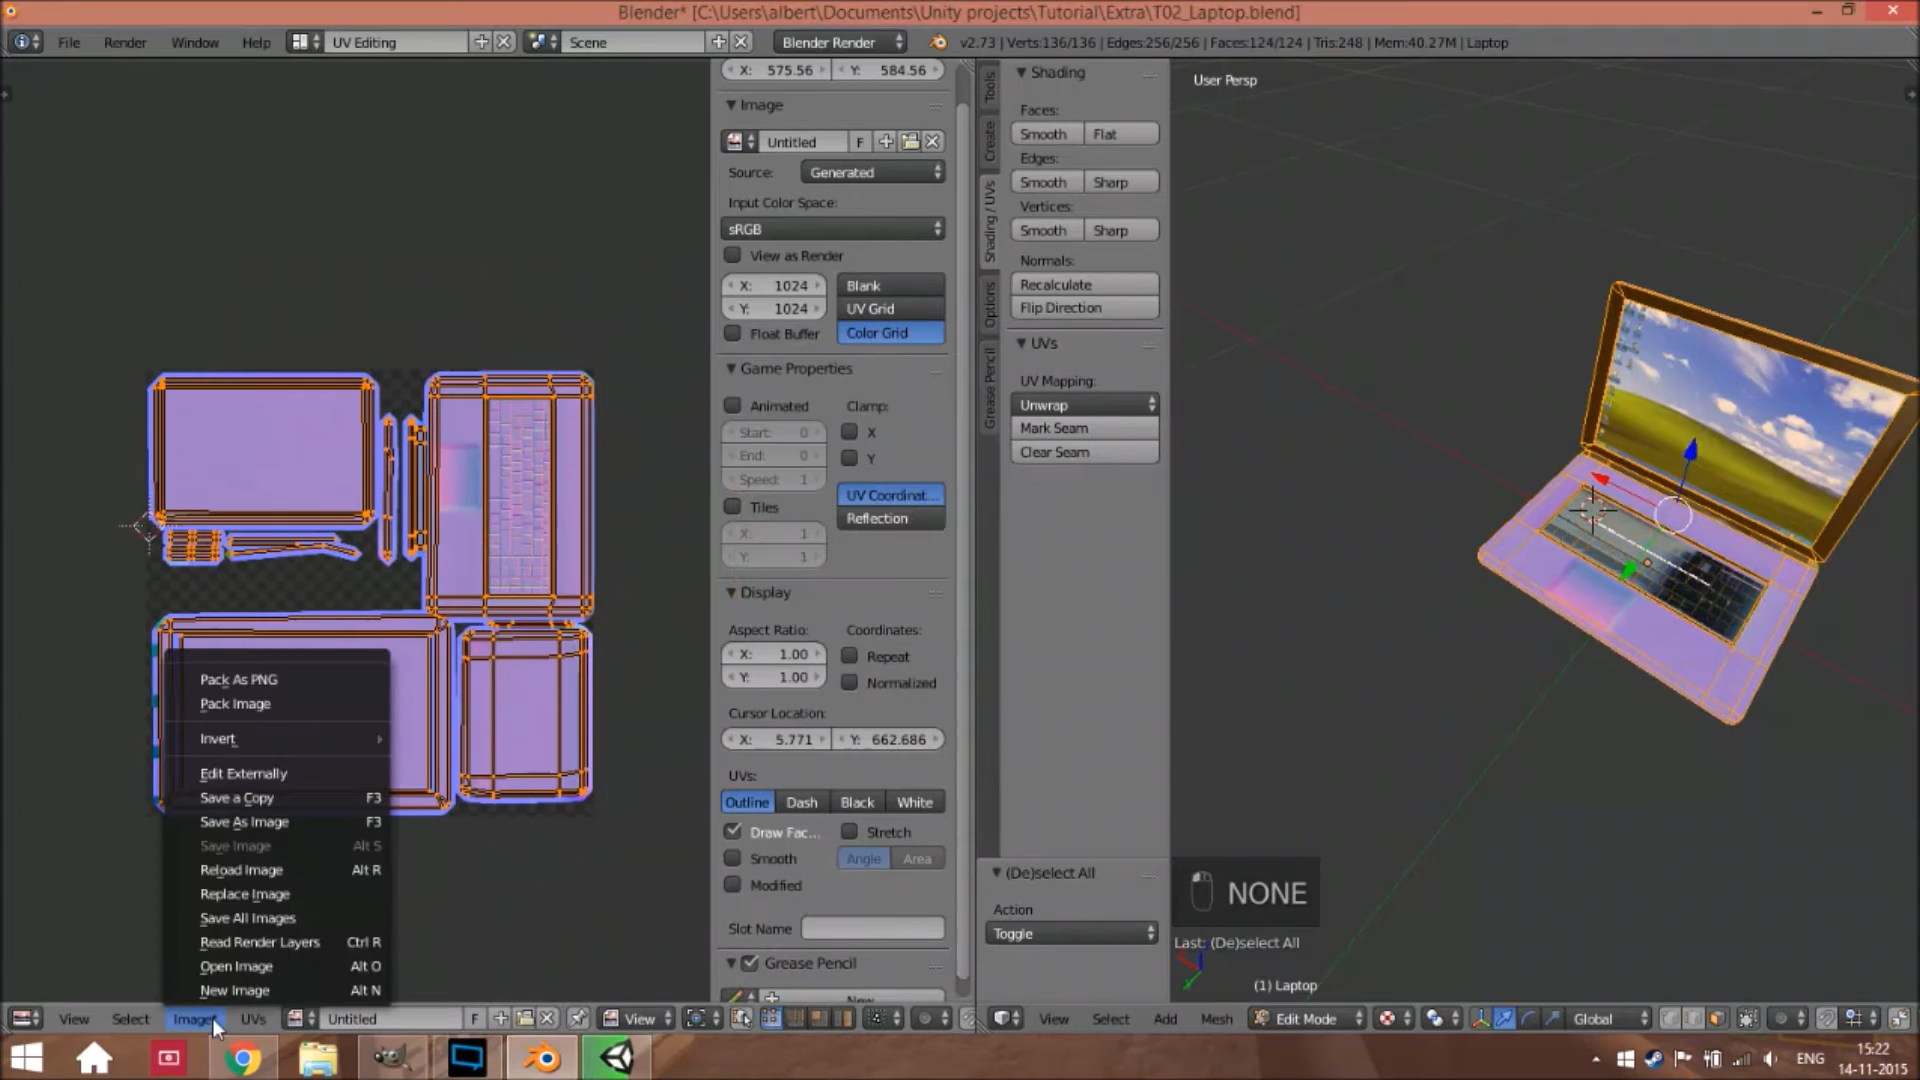 Blender* [C:\Users\albert\Documents\Unity projects\Tutorial\Extra\T02_Laptop.blend]
File Render Window Help UV Editing Scene Blender Render v2.73 | Verts:136/136 | Edges:256/256 | Faces:124/124 | Tris:248 | Mem:40.27M | Laptop
X: 575.56 Y: 584.56
Image
Untitled F
Source: Generated
Input Color Space:
sRGB
View as Render
X: 1024 Blank
Y: 1024 UV Grid
Float Buffer Color Grid
Game Properties
Animated Clamp:
Start: 0 X
End: 0 Y
Speed: 1
UV Coordinat...
Tiles
Reflection
X: 1
Y: 1
Display
Aspect Ratio: Coordinates:
X: 1.00 Repeat
Y: 1.00 Normalized
Cursor Location:
X: 5.771 Y: 662.686
UVs:
Outline Dash Black White
Draw Fac... Stretch
Smooth Angle Area
Modified
Slot Name
Grease Pencil
New
Tools
Create
Shading / UVs
Options
Grease Pencil
Shading
Faces:
Smooth Flat
Edges:
Smooth Sharp
Vertices:
Smooth Sharp
Normals:
Recalculate
Flip Direction
UVs
UV Mapping:
Unwrap
Mark Seam
Clear Seam
(De)select All
Action
Toggle
User Persp
NONE
Last: (De)select All
(1) Laptop
Pack As PNG
Pack Image
Invert
Edit Externally
Save a Copy F3
Save As Image F3
Save Image Alt S
Reload Image Alt R
Replace Image
Save All Images
Read Render Layers Ctrl R
Open Image Alt O
New Image Alt N
View Select Image* UVs Untitled F View
View Select Add Mesh Edit Mode Global
ENG
15:22
14-11-2015